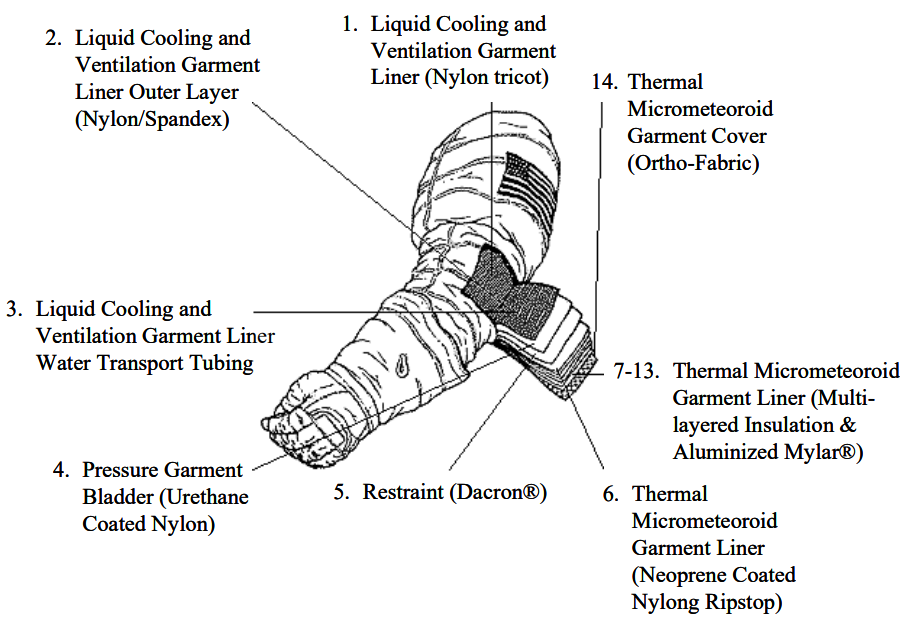 1. Liquid Cooling and
Ventilation Garment
Liner (Nylon tricot)
2. Liquid Cooling and
Ventilation Garment
Liner Outer Layer
(Nylon/Spandex)
14. Thermal
Micrometeoroid
Garment Cover
(Ortho-Fabric)
3. Liquid Cooling and
Ventilation Garment Liner
Water Transport Tubing
7-13. Thermal Micrometeoroid
Garment Liner (Multi-
layered Insulation &
Aluminized Mylar®)
4. Pressure Garment
Bladder (Urethane
Coated Nylon)
5. Restraint (Dacron®)
6. Thermal
Micrometeoroid
Garment Liner
(Neoprene Coated
Nylong Ripstop)